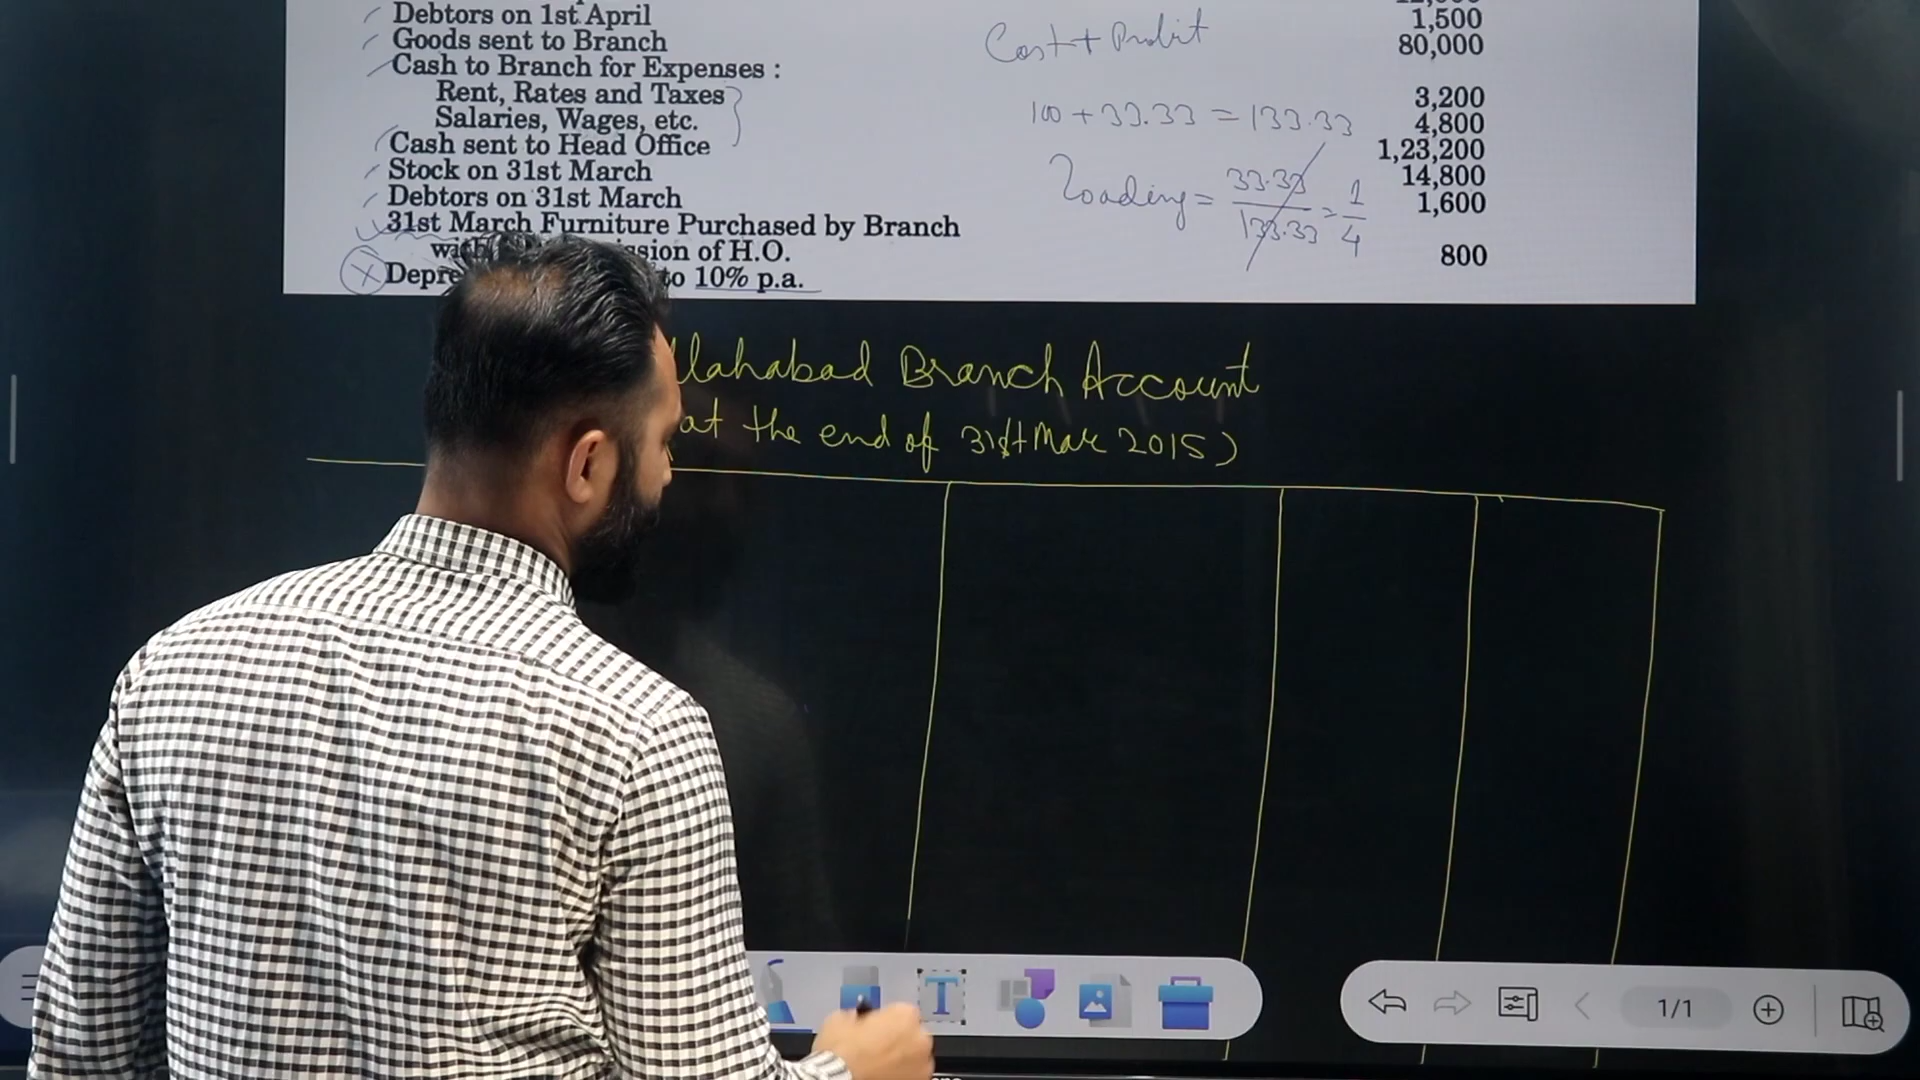 Debtors on 1st April 1,500
Goods sent to Branch 80,000
Cost + Profit
Cash to Branch for Expenses :
Rent, Rates and Taxes 3,200
100 + 33.33 = 133.33
Salaries, Wages, etc. 4,800
Cash sent to Head Office 1,23,200
Stock on 31st March 14,800
Loading = 33.33 / 133.33 = 1/4
Debtors on 31st March 1,600
31st March Furniture Purchased by Branch
of H.O. 800
to 10% p.a.
Branch Account
at the end of 31st Mar 2015)
T
1/1